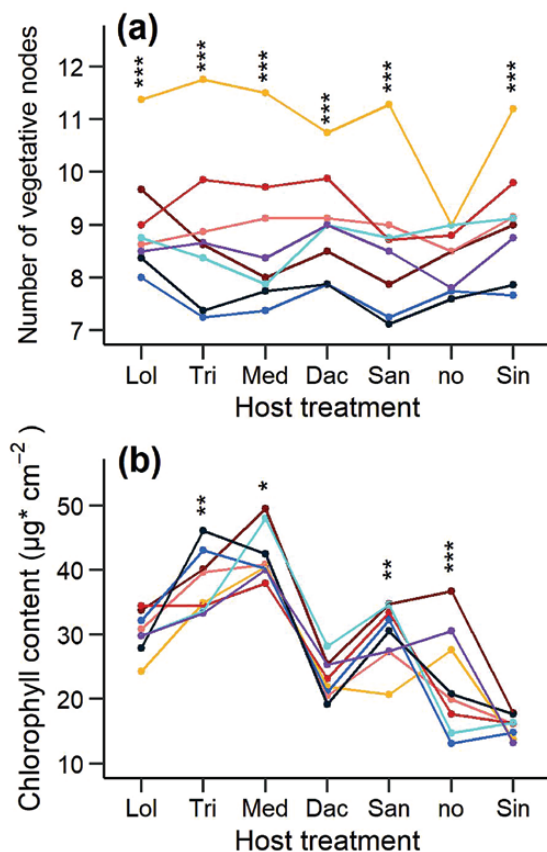 (a)
*** *** *** *** *** ***
Number of vegetative nodes
12
11
10
9
8
7
Lol Tri Med Dac San no Sin
Host treatment
(b)
** * ** ***
Chlorophyll content (µg* cm⁻²)
50
40
30
20
10
Lol Tri Med Dac San no Sin
Host treatment